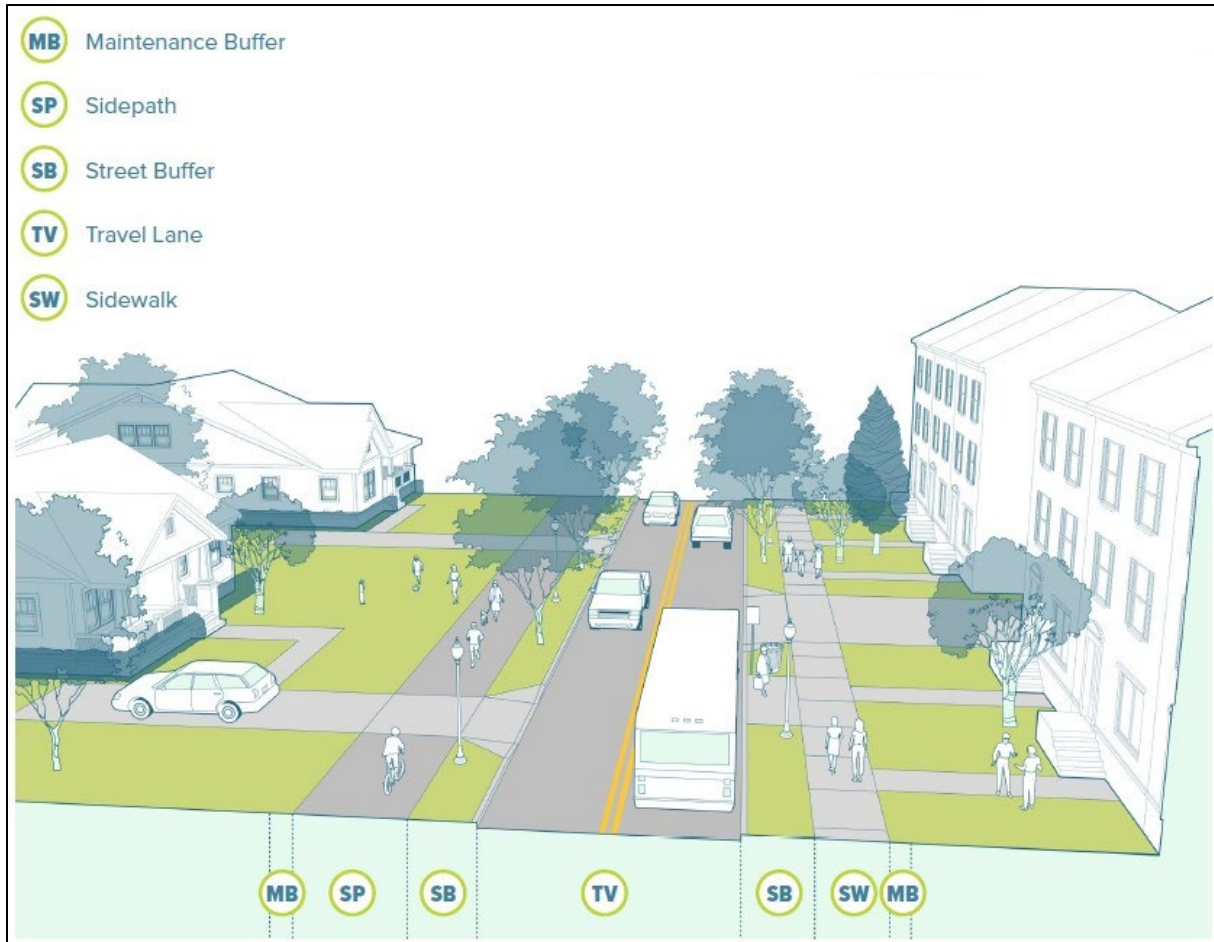 MB Maintenance Buffer
SP Sidepath
SB Street Buffer
TV Travel Lane
SW Sidewalk
MB SP SB TV SB SW MB